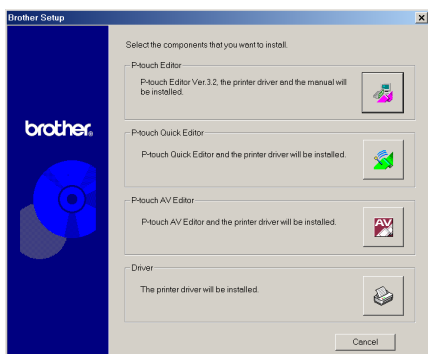 Brother Setup
Select the components that you want to install.
P-touch Editor
P-touch Editor Ver.3.2, the printer driver and the manual will
be installed.
brother®
P-touch Quick Editor
P-touch Quick Editor and the printer driver will be installed.
P-touch AV Editor
P-touch AV Editor and the printer driver will be installed.
AV
Driver
The printer driver will be installed.
Cancel